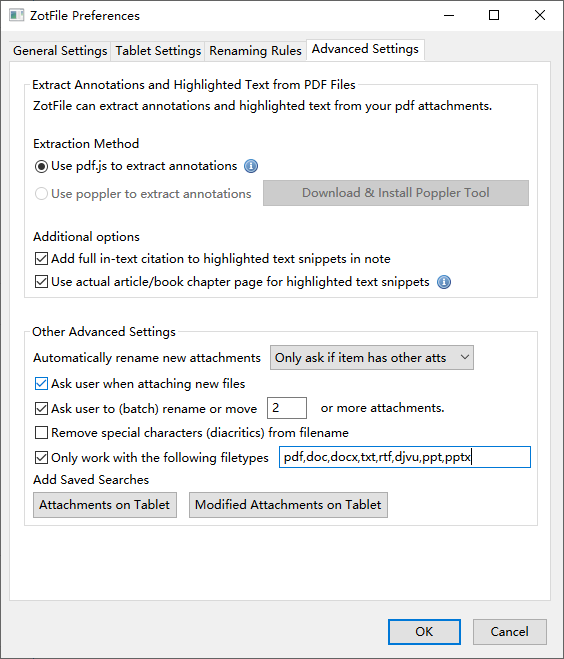 ZotFile Preferences
General Settings Tablet Settings Renaming Rules Advanced Settings
Extract Annotations and Highlighted Text from PDF Files
ZotFile can extract annotations and highlighted text from your pdf attachments.
Extraction Method
Use pdf.js to extract annotations
Use poppler to extract annotations Download & Install Poppler Tool
Additional options
Add full in-text citation to highlighted text snippets in note
Use actual article/book chapter page for highlighted text snippets
Other Advanced Settings
Automatically rename new attachments Only ask if item has other atts
Ask user when attaching new files
Ask user to (batch) rename or move 2 or more attachments.
Remove special characters (diacritics) from filename
Only work with the following filetypes pdf,doc,docx,txt,rtf,djvu,ppt,pptx
Add Saved Searches
Attachments on Tablet Modified Attachments on Tablet
OK Cancel